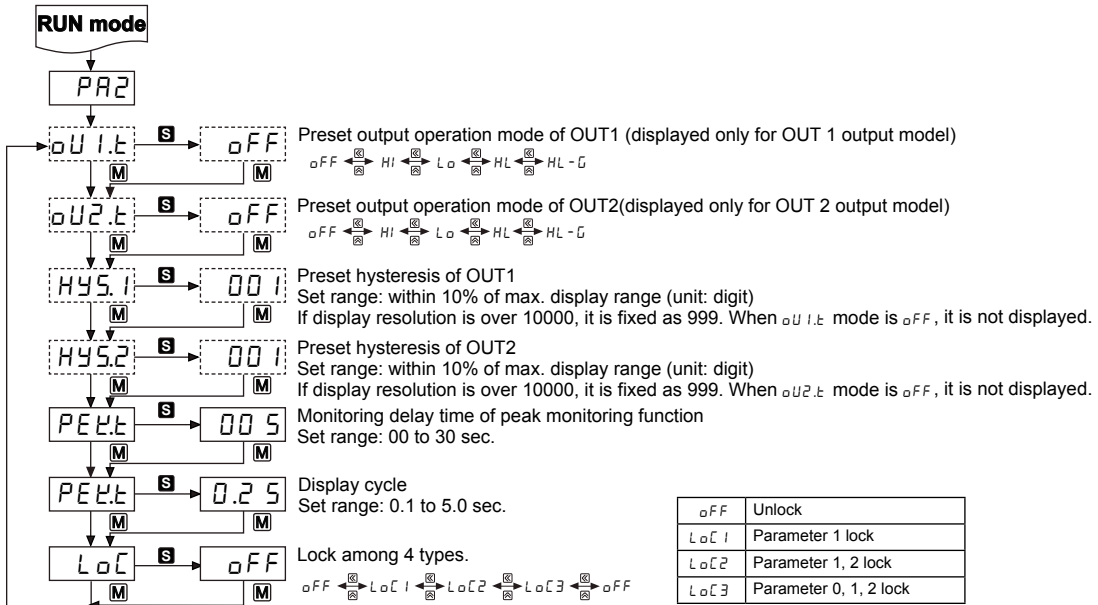 RUN mode
PA2
oU1.t S oFF Preset output operation mode of OUT1 (displayed only for OUT 1 output model)
oFF HI Lo HL HL-G
M M
oU2.t S oFF Preset output operation mode of OUT2(displayed only for OUT 2 output model)
oFF HI Lo HL HL-G
M M
HYS.1 S 001 Preset hysteresis of OUT1
Set range: within 10% of max. display range (unit: digit)
M M If display resolution is over 10000, it is fixed as 999. When oU1.t mode is oFF, it is not displayed.
HYS.2 S 001 Preset hysteresis of OUT2
Set range: within 10% of max. display range (unit: digit)
M M If display resolution is over 10000, it is fixed as 999. When oU2.t mode is oFF, it is not displayed.
PEK.t S 00 S Monitoring delay time of peak monitoring function
Set range: 00 to 30 sec.
M M
PEK.t S 0.2 S Display cycle
Set range: 0.1 to 5.0 sec.
M M
LoC S oFF Lock among 4 types.
oFF LoC1 LoC2 LoC3 oFF
M M
oFF Unlock
LoC1 Parameter 1 lock
LoC2 Parameter 1, 2 lock
LoC3 Parameter 0, 1, 2 lock